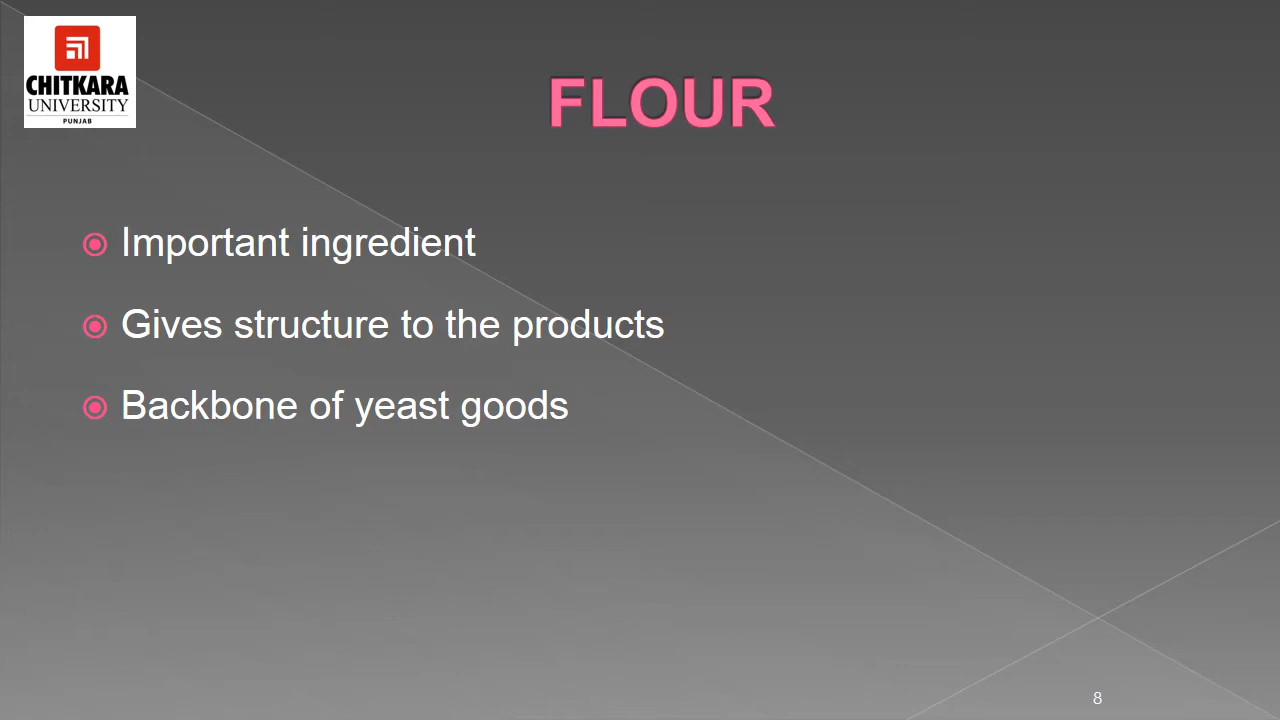 CHITKARA
UNIVERSITY
PUNJAB
FLOUR
Important ingredient
Gives structure to the products
Backbone of yeast goods
8